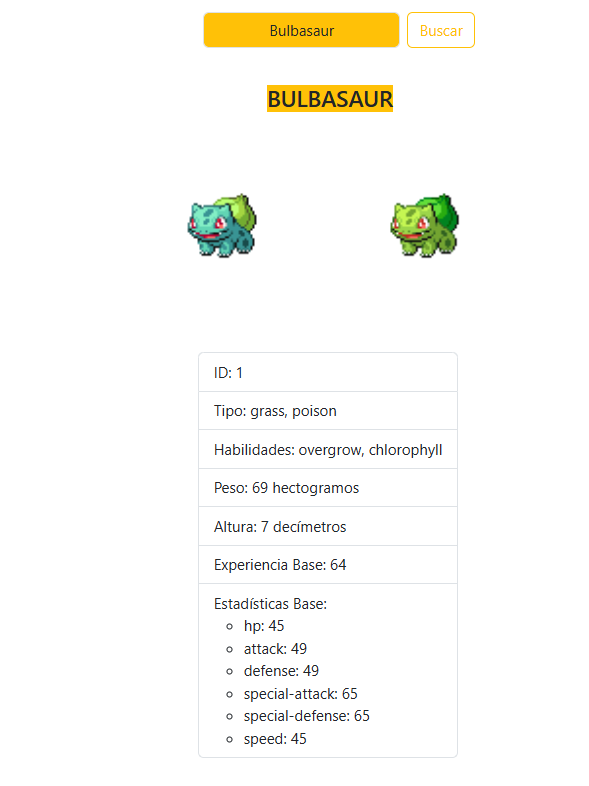 Bulbasaur
Buscar
BULBASAUR
ID: 1
Tipo: grass, poison
Habilidades: overgrow, chlorophyll
Peso: 69 hectogramos
Altura: 7 decímetros
Experiencia Base: 64
Estadísticas Base:
hp: 45
attack: 49
defense: 49
special-attack: 65
special-defense: 65
speed: 45